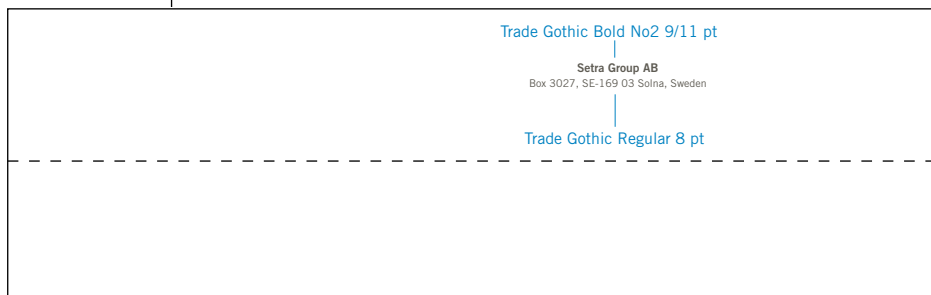 Trade Gothic Bold No2 9/11 pt
Setra Group AB
Box 3027, SE-169 03 Solna, Sweden
Trade Gothic Regular 8 pt